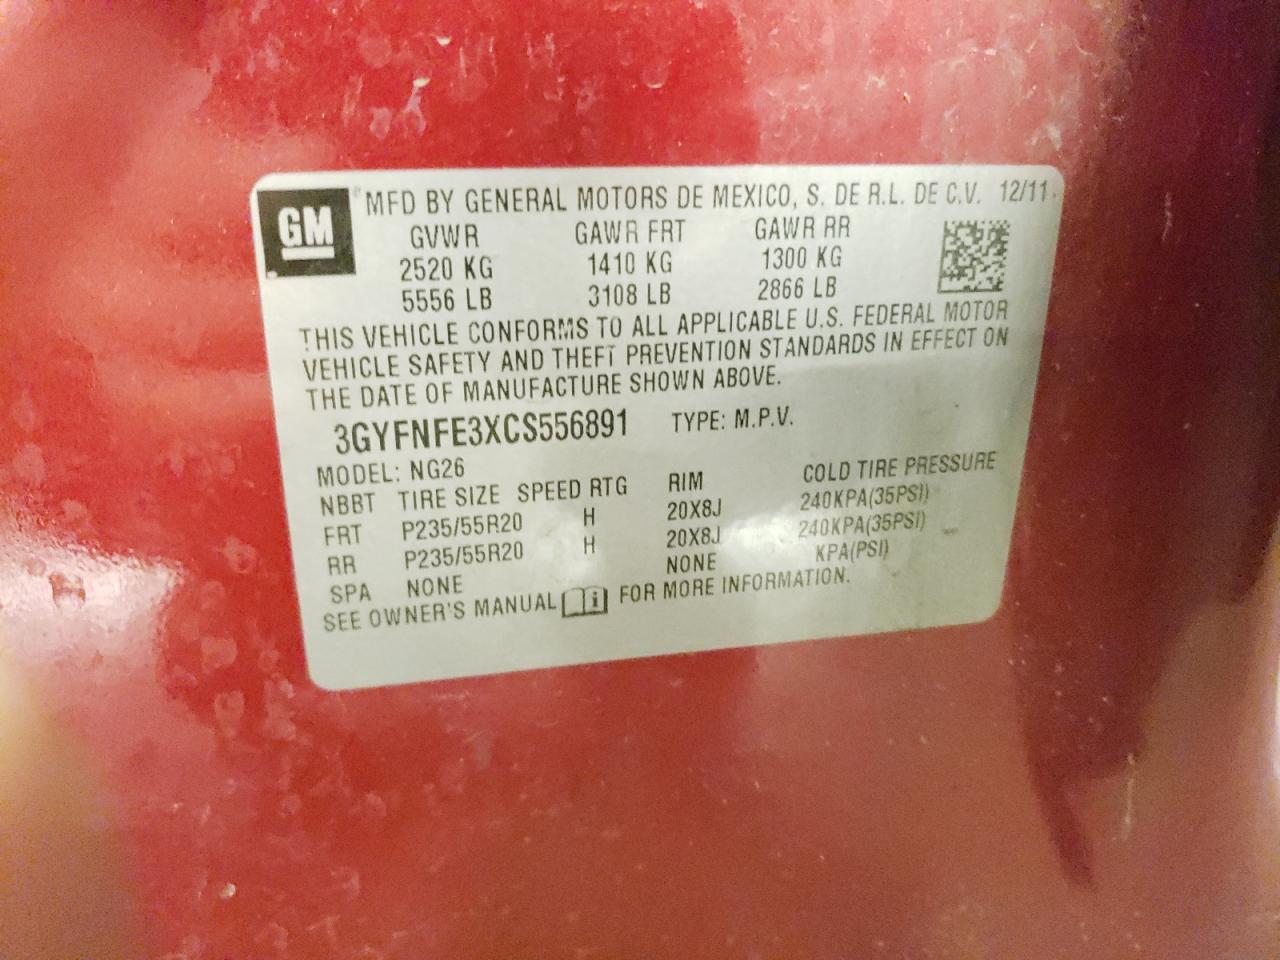 GM
® MFD BY GENERAL MOTORS DE MEXICO, S. DE R.L. DE C.V. 12/11
GVWR GAWR FRT GAWR RR
2520 KG 1410 KG 1300 KG
5556 LB 3108 LB 2866 LB
THIS VEHICLE CONFORMS TO ALL APPLICABLE U.S. FEDERAL MOTOR
VEHICLE SAFETY AND THEFT PREVENTION STANDARDS IN EFFECT ON
THE DATE OF MANUFACTURE SHOWN ABOVE.
3GYFNFE3XCS556891 TYPE: M.P.V.
MODEL: NG26
NBBT TIRE SIZE SPEED RTG RIM COLD TIRE PRESSURE
FRT P235/55R20 H 20X8J 240KPA(35PSI)
RR P235/55R20 H 20X8J 240KPA(35PSI)
SPA NONE NONE KPA(PSI)
SEE OWNER'S MANUAL i FOR MORE INFORMATION.